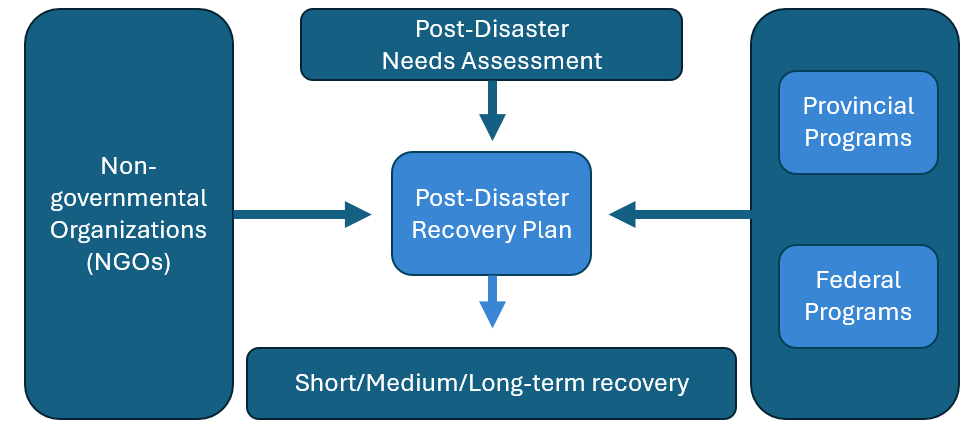 Non-
governmental
Organizations
(NGOs)
Post-Disaster
Needs Assessment
Post-Disaster
Recovery Plan
Short/Medium/Long-term recovery
Provincial
Programs
Federal
Programs